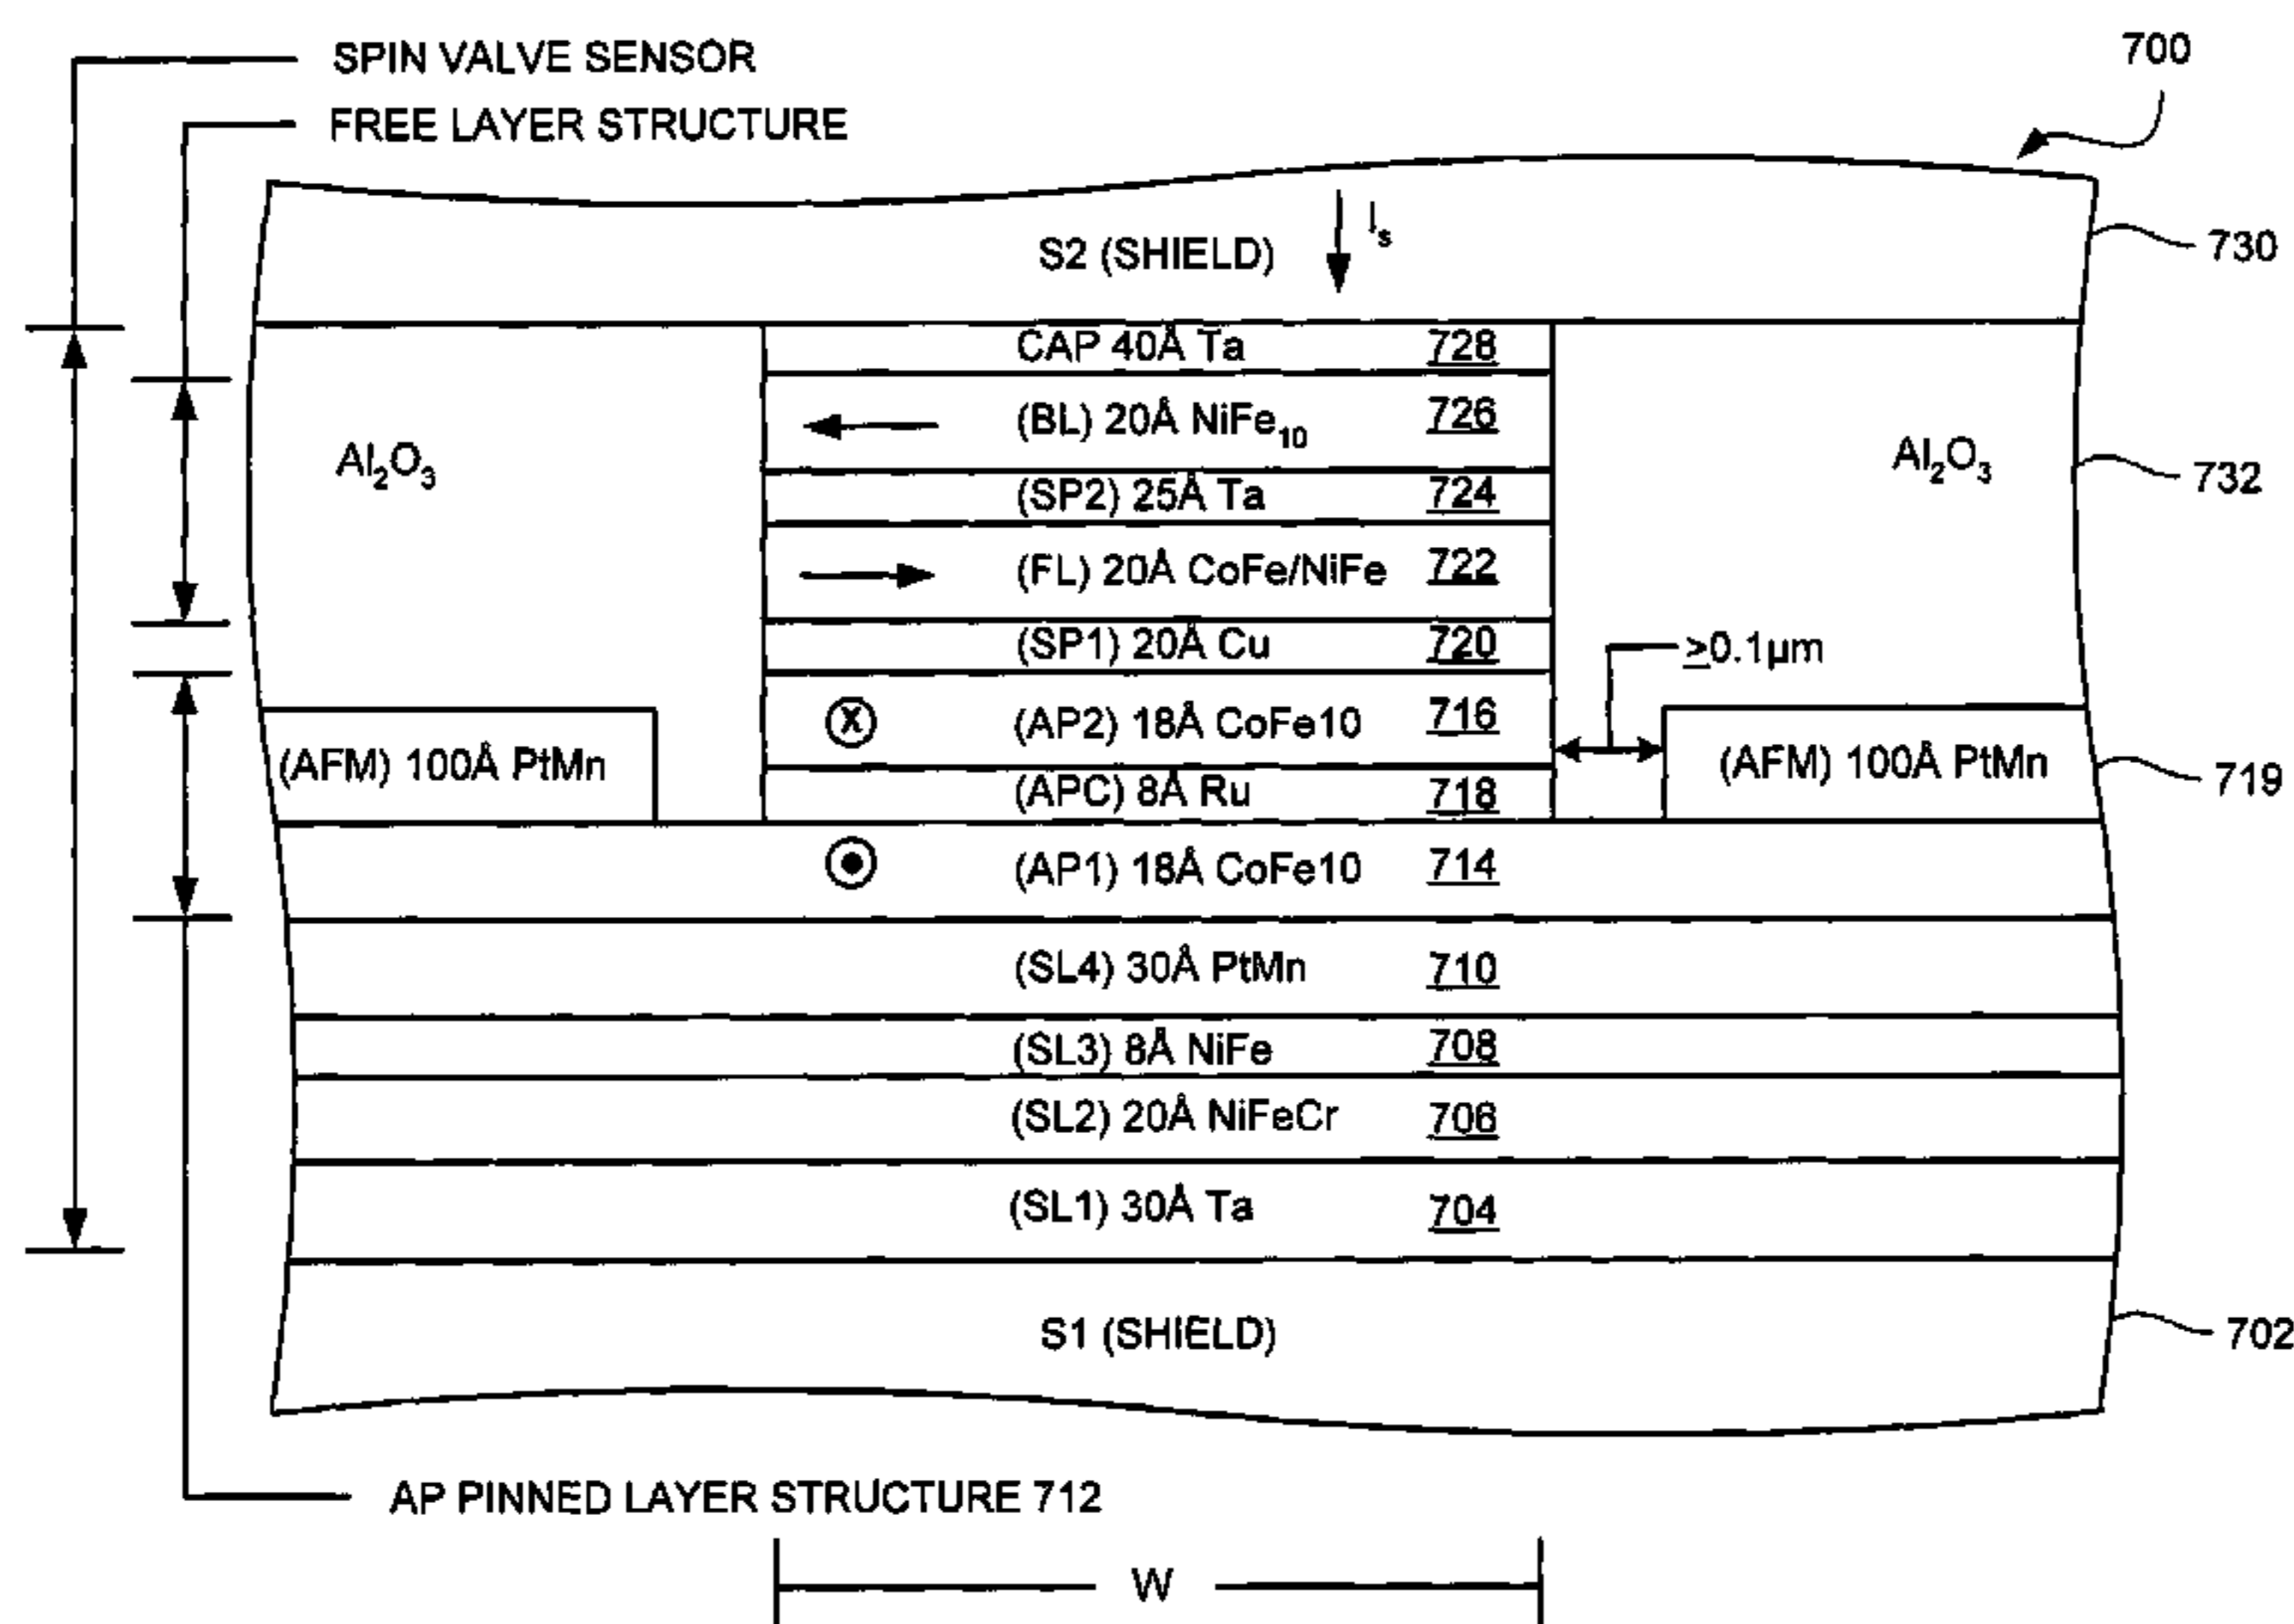 SPIN VALVE SENSOR
700
FREE LAYER STRUCTURE
S2 (SHIELD)
Is
730
CAP 40Å Ta 728
(BL) 20Å NiFe10 726
Al2O3
Al2O3
732
(SP2) 25Å Ta 724
(FL) 20Å CoFe/NiFe 722
(SP1) 20Å Cu 720
≥0.1μm
X (AP2) 18Å CoFe10 716
(AFM) 100Å PtMn
(AFM) 100Å PtMn
719
(APC) 8Å Ru 718
(AP1) 18Å CoFe10 714
(SL4) 30Å PtMn 710
(SL3) 8Å NiFe 708
(SL2) 20Å NiFeCr 706
(SL1) 30Å Ta 704
S1 (SHIELD)
702
AP PINNED LAYER STRUCTURE 712
W